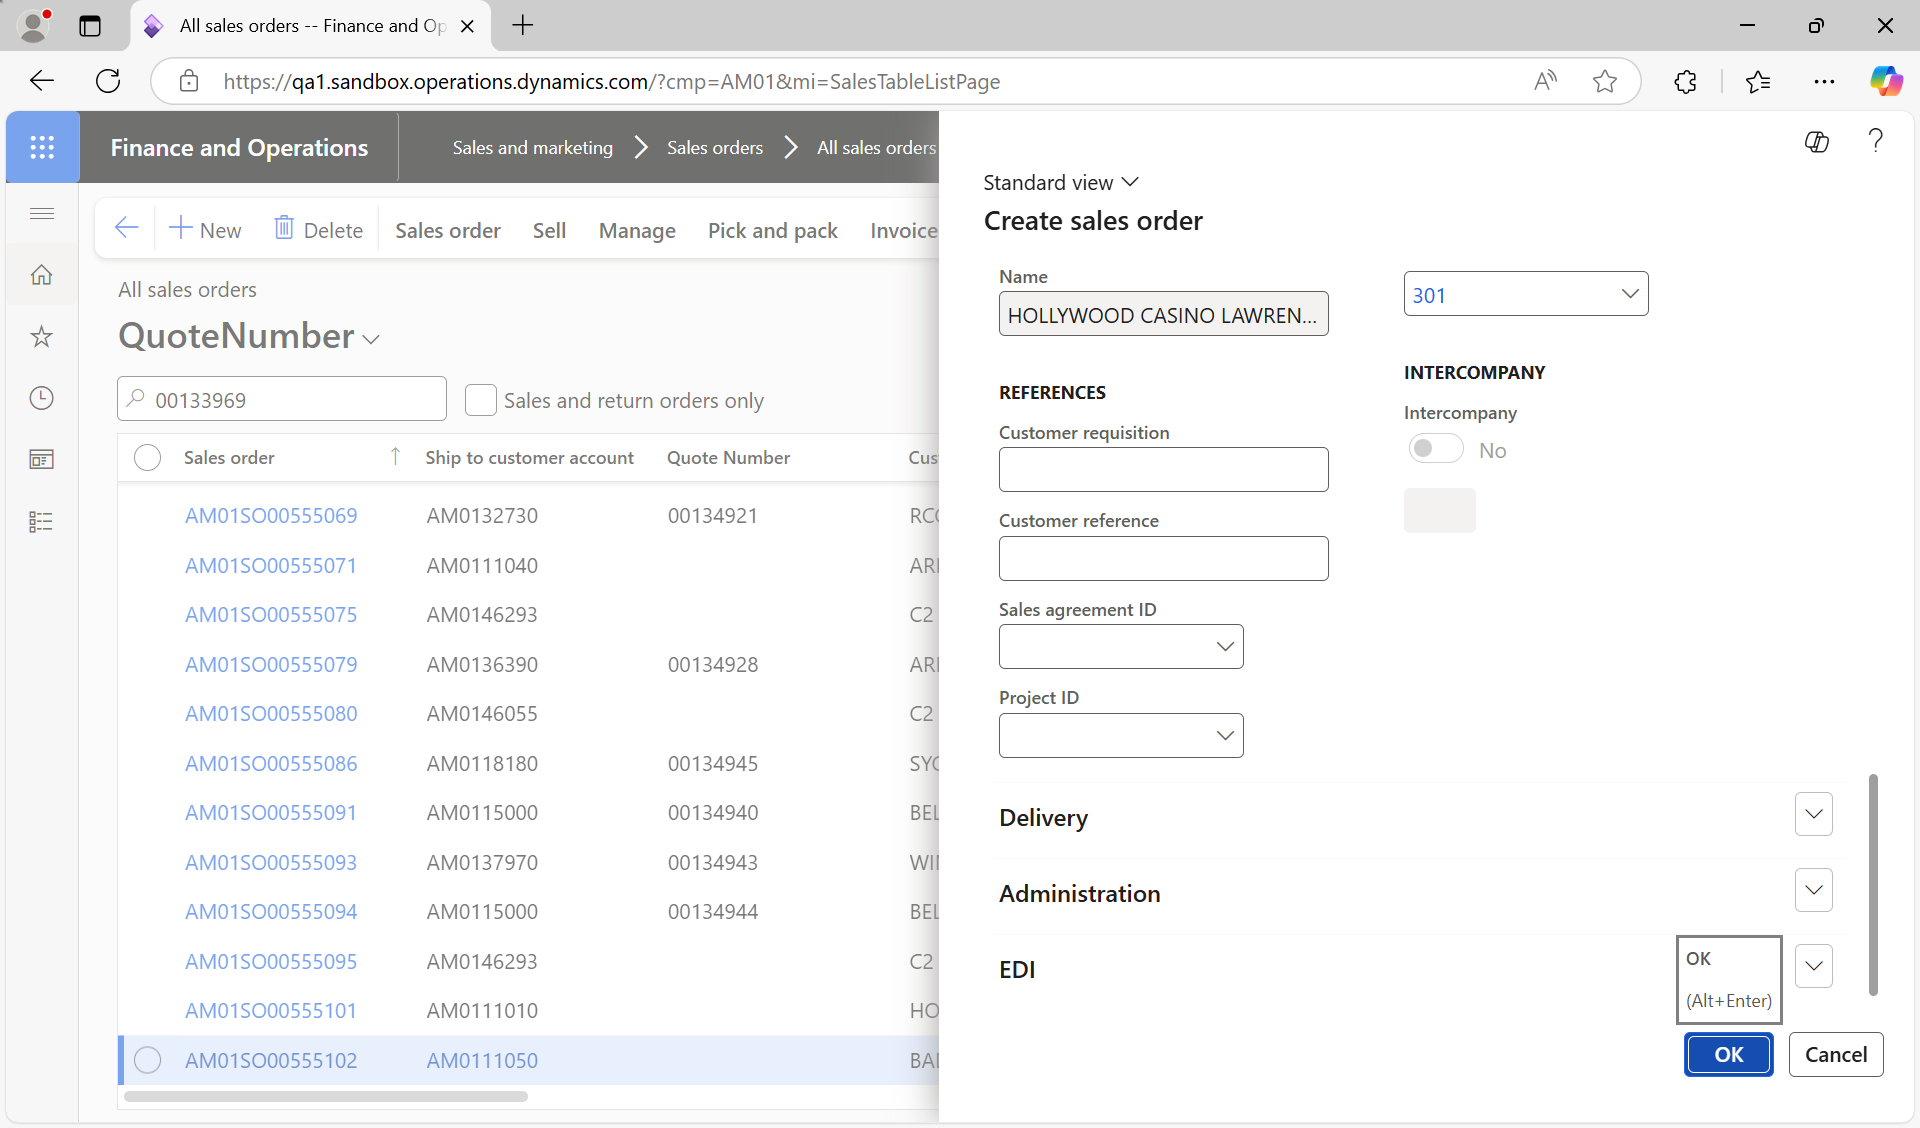 All sales orders -- Finance and Op
https://qa1.sandbox.operations.dynamics.com/?cmp=AM01&mi=SalesTableListPage
Finance and Operations
Sales and marketing
Sales orders
All sales orders
New
Delete
Sales order
Sell
Manage
Pick and pack
Invoice
All sales orders
QuoteNumber
00133969
Sales and return orders only
Sales order
Ship to customer account
Quote Number
Cus
AM01SO00555069 AM0132730 00134921 RC
AM01SO00555071 AM0111040 ARI
AM01SO00555075 AM0146293 C2
AM01SO00555079 AM0136390 00134928 ARI
AM01SO00555080 AM0146055 C2
AM01SO00555086 AM0118180 00134945 SYC
AM01SO00555091 AM0115000 00134940 BEL
AM01SO00555093 AM0137970 00134943 WI
AM01SO00555094 AM0115000 00134944 BEL
AM01SO00555095 AM0146293 C2
AM01SO00555101 AM0111010 HO
AM01SO00555102 AM0111050 BA
Standard view
Create sales order
Name
HOLLYWOOD CASINO LAWREN...
301
REFERENCES
Customer requisition
Customer reference
Sales agreement ID
Project ID
INTERCOMPANY
Intercompany
No
Delivery
Administration
EDI
OK
(Alt+Enter)
OK
Cancel